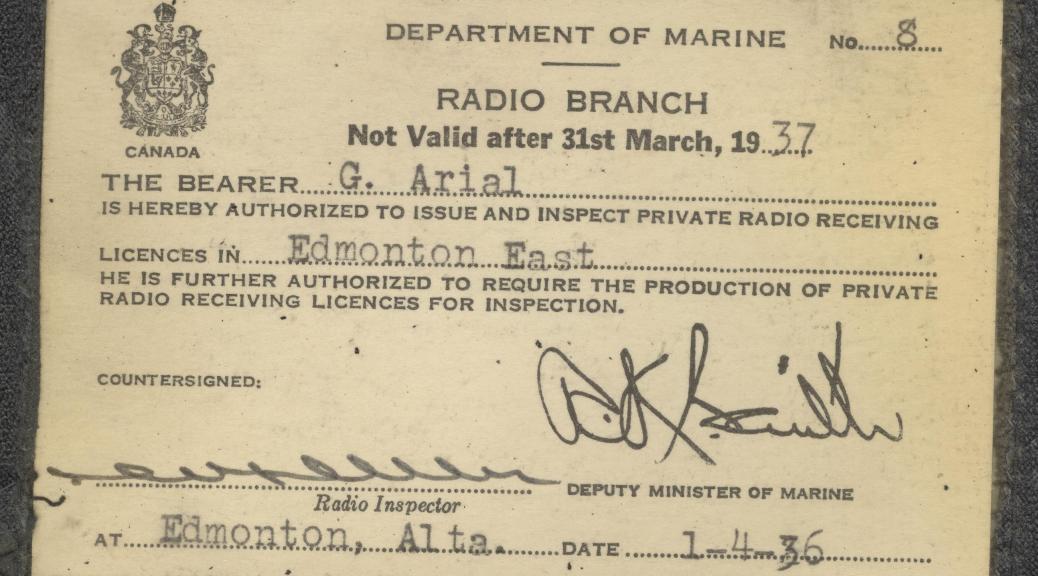 DEPARTMENT OF MARINE No. 8
RADIO BRANCH
Not Valid after 31st March, 1937
CANADA
THE BEARER G. Arial
IS HEREBY AUTHORIZED TO ISSUE AND INSPECT PRIVATE RADIO RECEIVING
LICENCES IN Edmonton East
HE IS FURTHER AUTHORIZED TO REQUIRE THE PRODUCTION OF PRIVATE
RADIO RECEIVING LICENCES FOR INSPECTION.
COUNTERSIGNED:
Smith
DEPUTY MINISTER OF MARINE
Radio Inspector
AT Edmonton, Alta. DATE 1-4-36